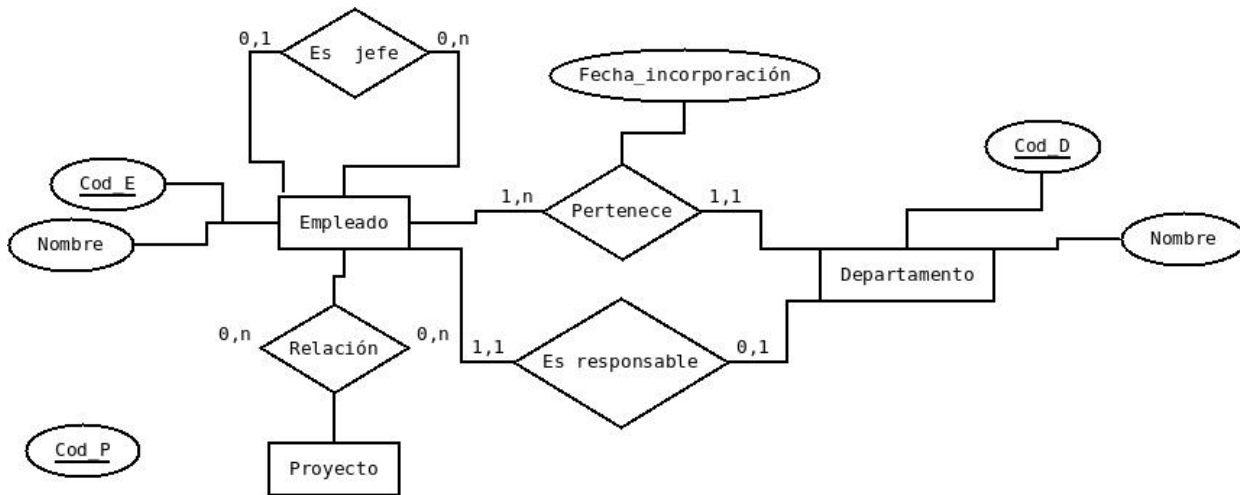 0,1
Es jefe
0,n
Fecha_incorporación
Cod_D
Cod_E
Nombre
Empleado
1,n
Pertenece
1,1
Nombre
Departamento
0,n
Relación
0,n
1,1
Es responsable
0,1
Cod_P
Proyecto